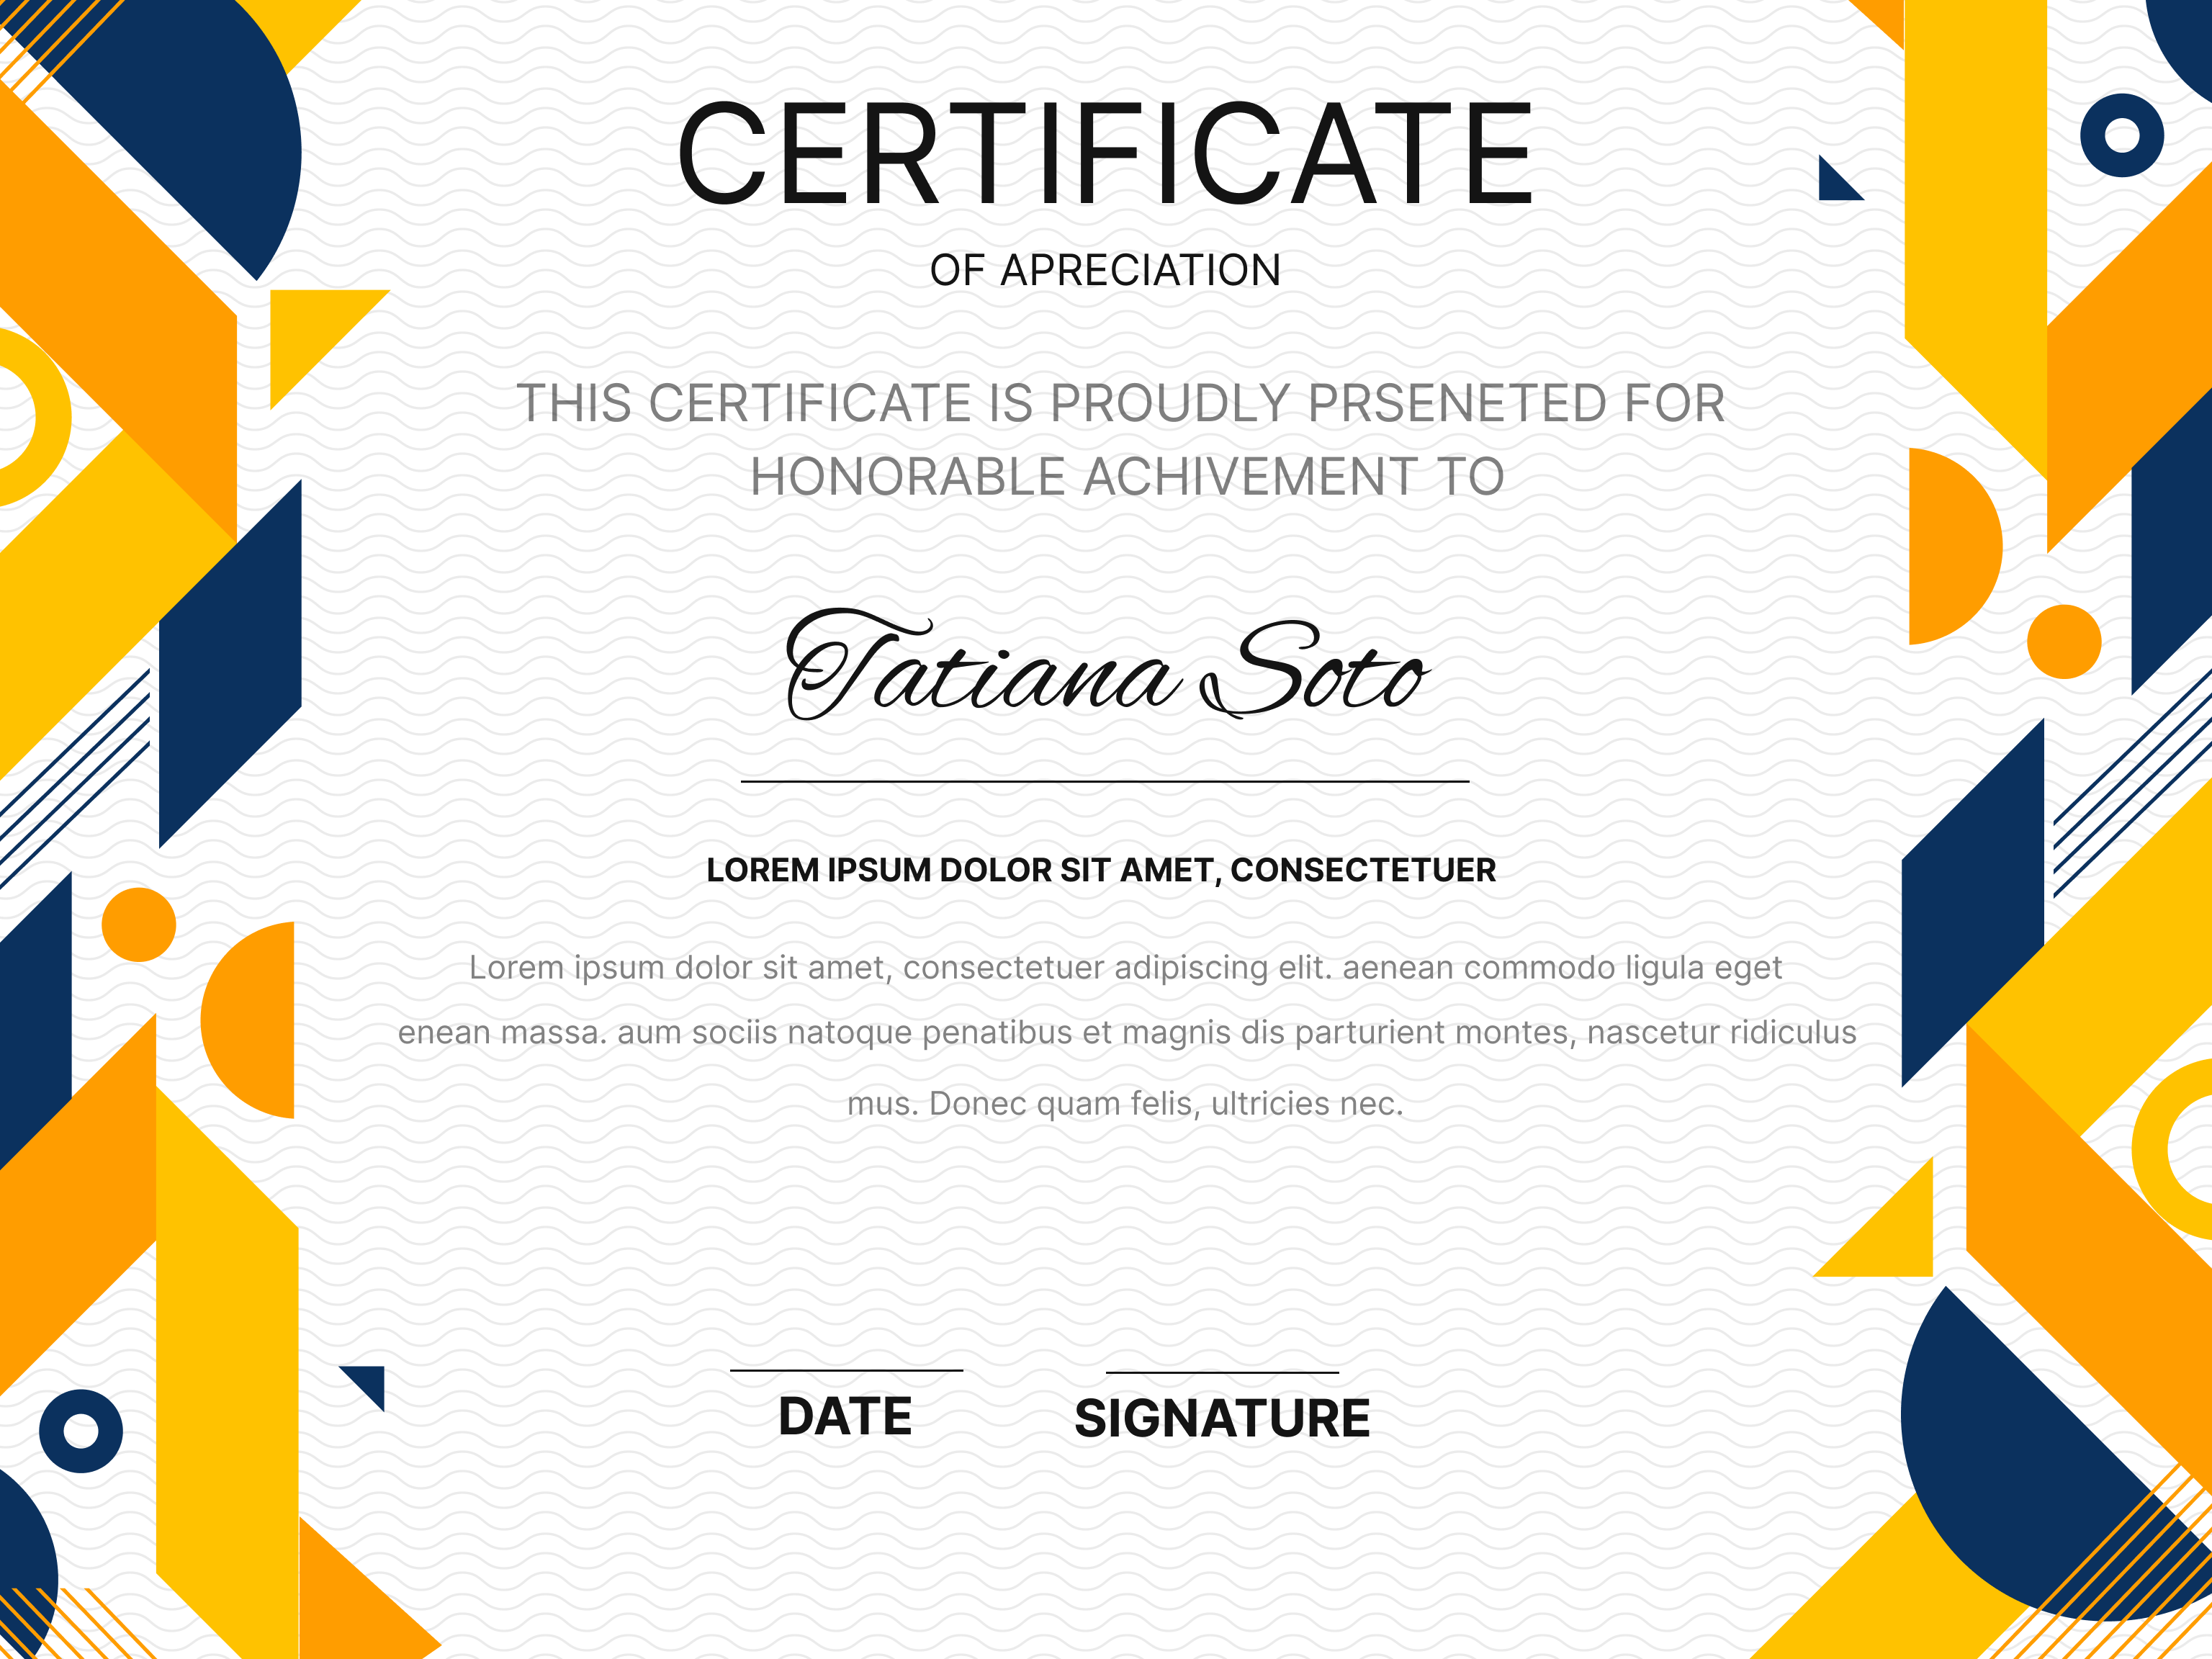 CERTIFICATE
OF APRECIATION
THIS CERTIFICATE IS PROUDLY PRSENETED FOR
HONORABLE ACHIVEMENT TO
Tatiana Soto
LOREM IPSUM DOLOR SIT AMET, CONSECTETUER
Lorem ipsum dolor sit amet, consectetuer adipiscing elit. aenean commodo ligula eget
enean massa. aum sociis natoque penatibus et magnis dis parturient montes, nascetur ridiculus
mus. Donec quam felis, ultricies nec.
DATE
SIGNATURE